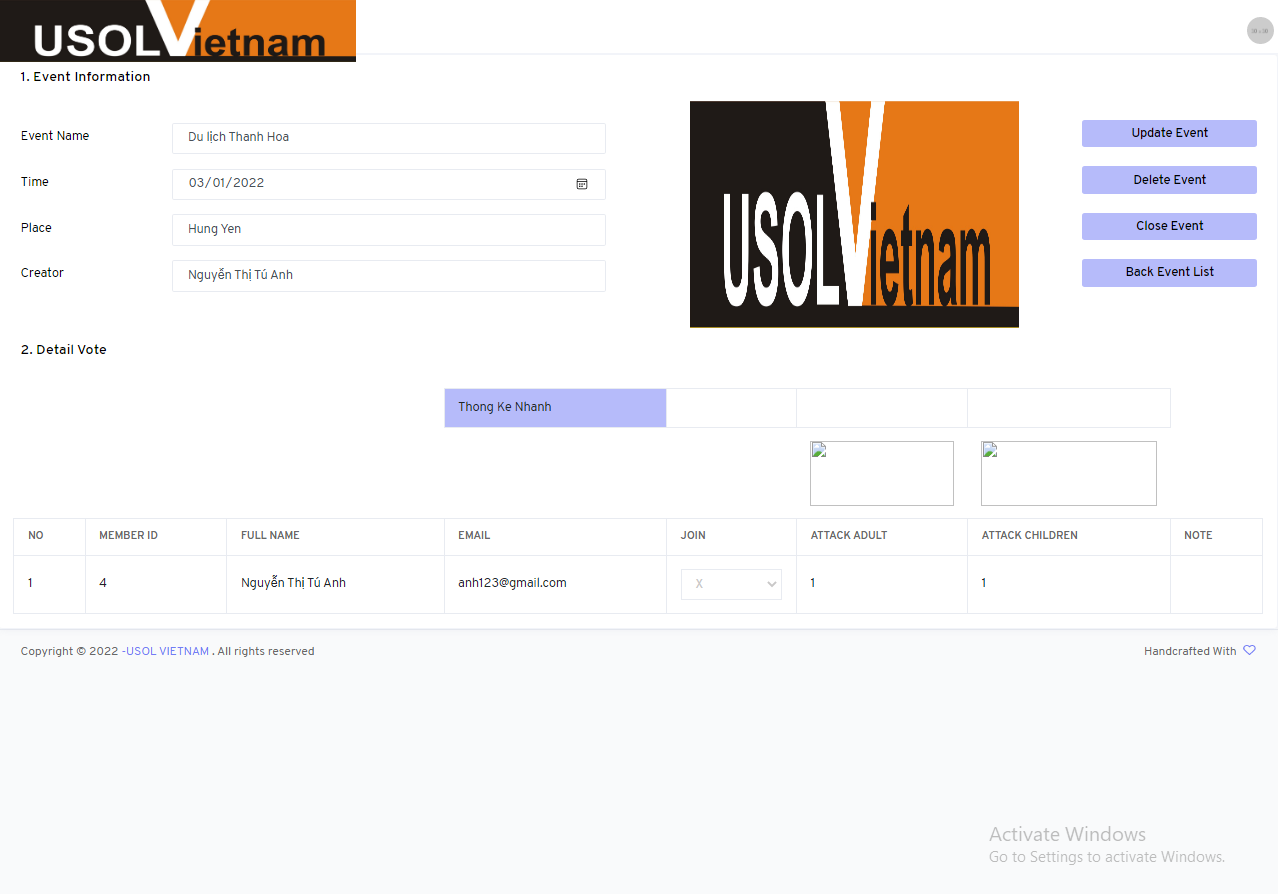 USOLVietnam
1. Event Information
Event Name
Du lịch Thanh Hoa
Time
03/01/2022
Place
Hung Yen
Creator
Nguyễn Thị Tú Anh
USOLVietnam
Update Event
Delete Event
Close Event
Back Event List
2. Detail Vote
Thong Ke Nhanh
NO MEMBER ID FULL NAME EMAIL JOIN ATTACK ADULT ATTACK CHILDREN NOTE
1 4 Nguyễn Thị Tú Anh anh123@gmail.com X 1 1
Copyright © 2022 -USOL VIETNAM . All rights reserved
Handcrafted With
Activate Windows
Go to Settings to activate Windows.